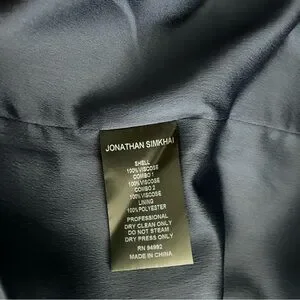 JONATHAN SIMKHAI
SHELL
100% VISCOSE
COMBO 1
100% VISCOSE
COMBO 2
100% VISCOSE
LINING
100% POLYESTER
PROFESSIONAL
DRY CLEAN ONLY
DO NOT STEAM
DRY PRESS ONLY
RN 94992
MADE IN CHINA